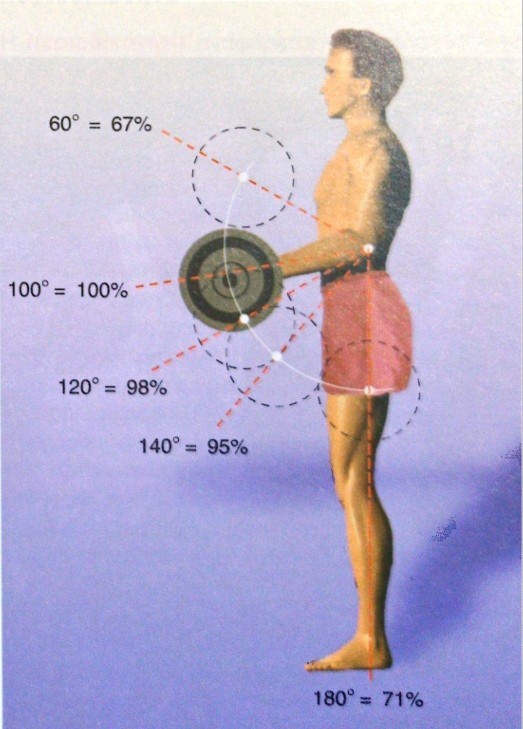 60° = 67%
100° = 100%
120° = 98%
140° = 95%
180° = 71%